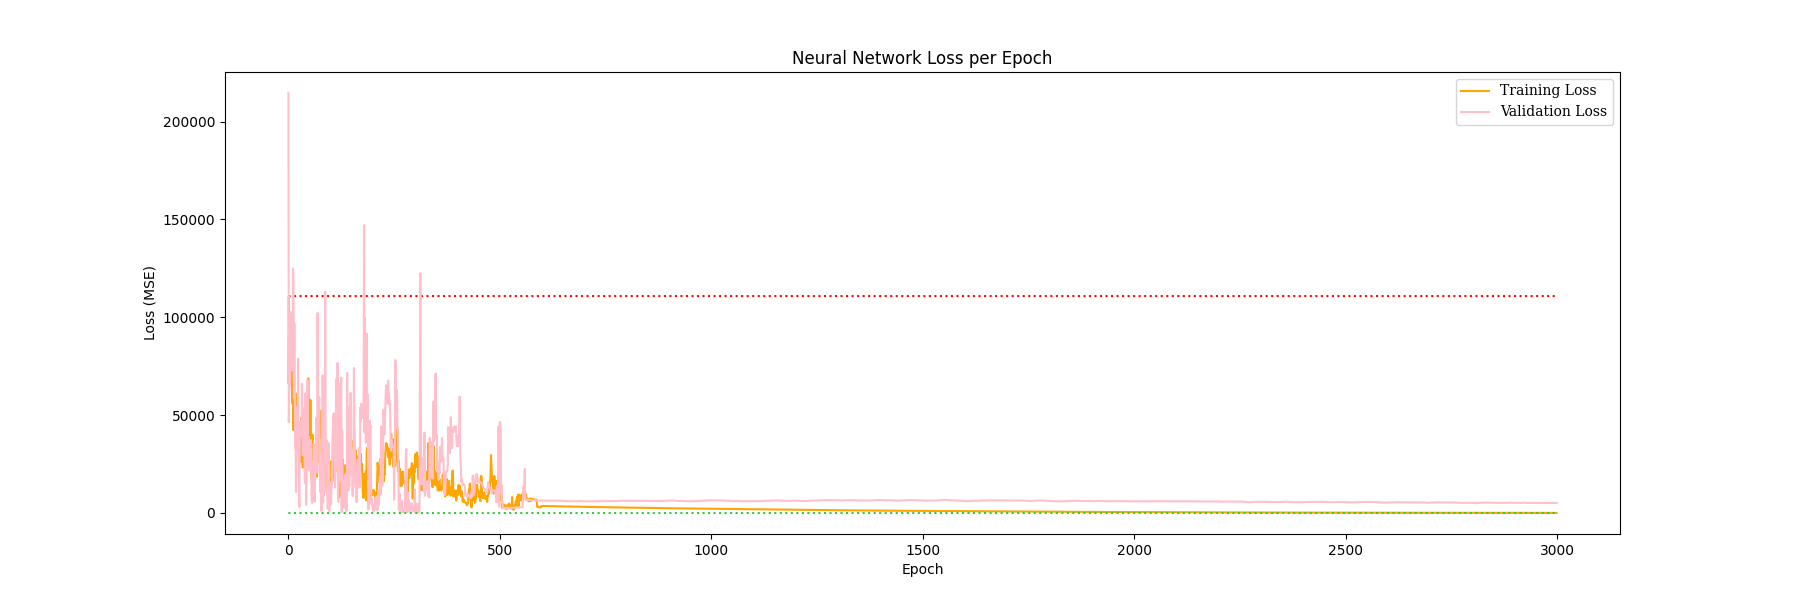 Neural Network Loss per Epoch
Training Loss
Validation Loss
200000
150000
100000
50000
0
Loss (MSE)
0 500 1000 1500 2000 2500 3000
Epoch